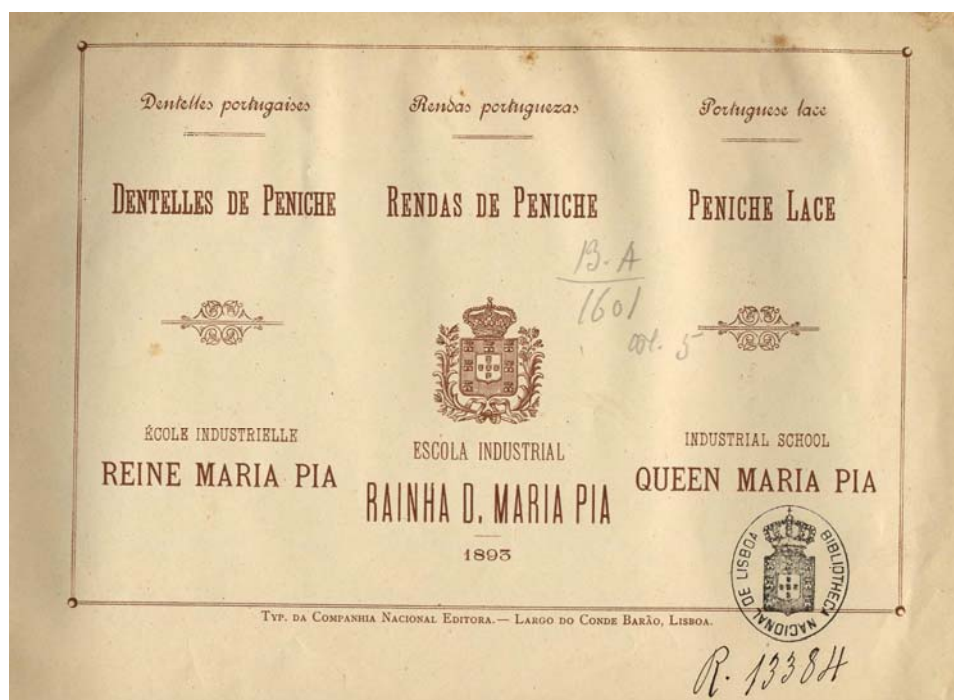 Dentelles portugaises
DENTELLES DE PENICHE
ÉCOLE INDUSTRIELLE
REINE MARIA PIA
Rendas portuguezas
RENDAS DE PENICHE
B. A
1601
ESCOLA INDUSTRIAL
RAINHA D. MARIA PIA
1893
Portuguese lace
PENICHE LACE
5
INDUSTRIAL SCHOOL
QUEEN MARIA PIA
BIBLIOTHECA NACIONAL DE LISBOA
TYP. DA COMPANHIA NACIONAL EDITORA. — LARGO DO CONDE BARÃO, LISBOA.
R. 13384